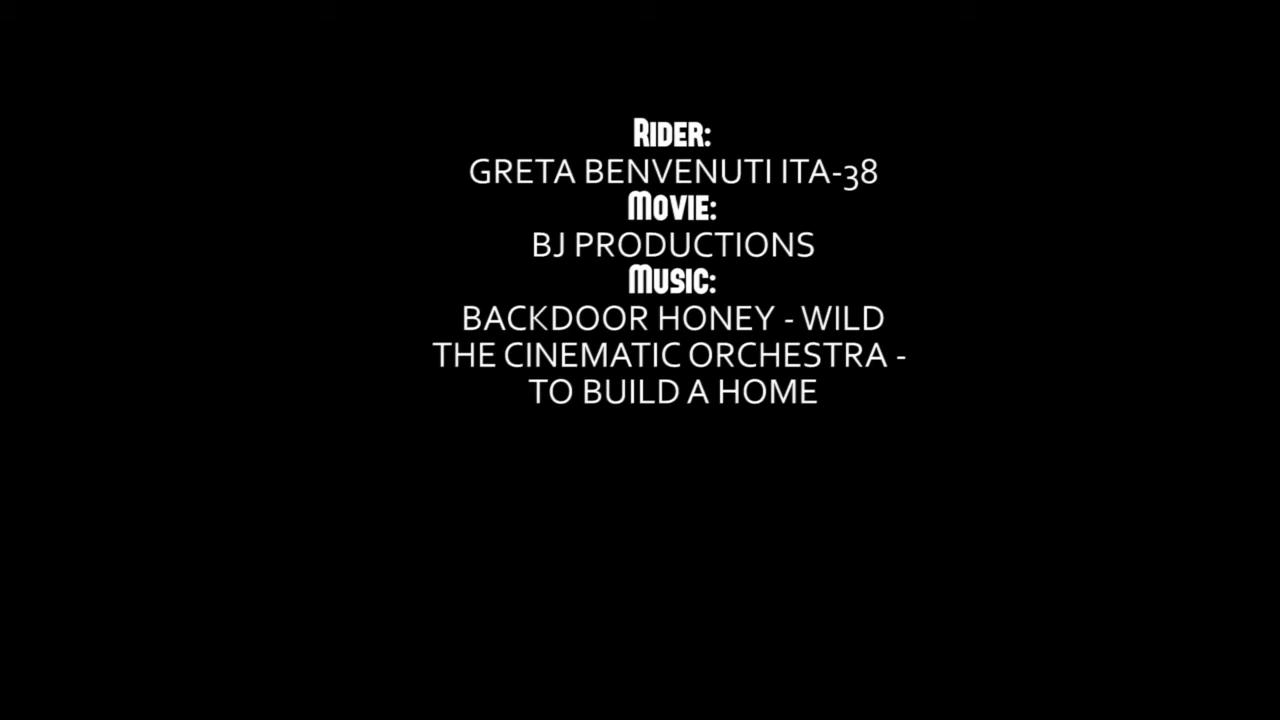 RIDER:
GRETA BENVENUTI ITA-38
MOVIE:
BJ PRODUCTIONS
MUSIC:
BACKDOOR HONEY - WILD
THE CINEMATIC ORCHESTRA -
TO BUILD A HOME